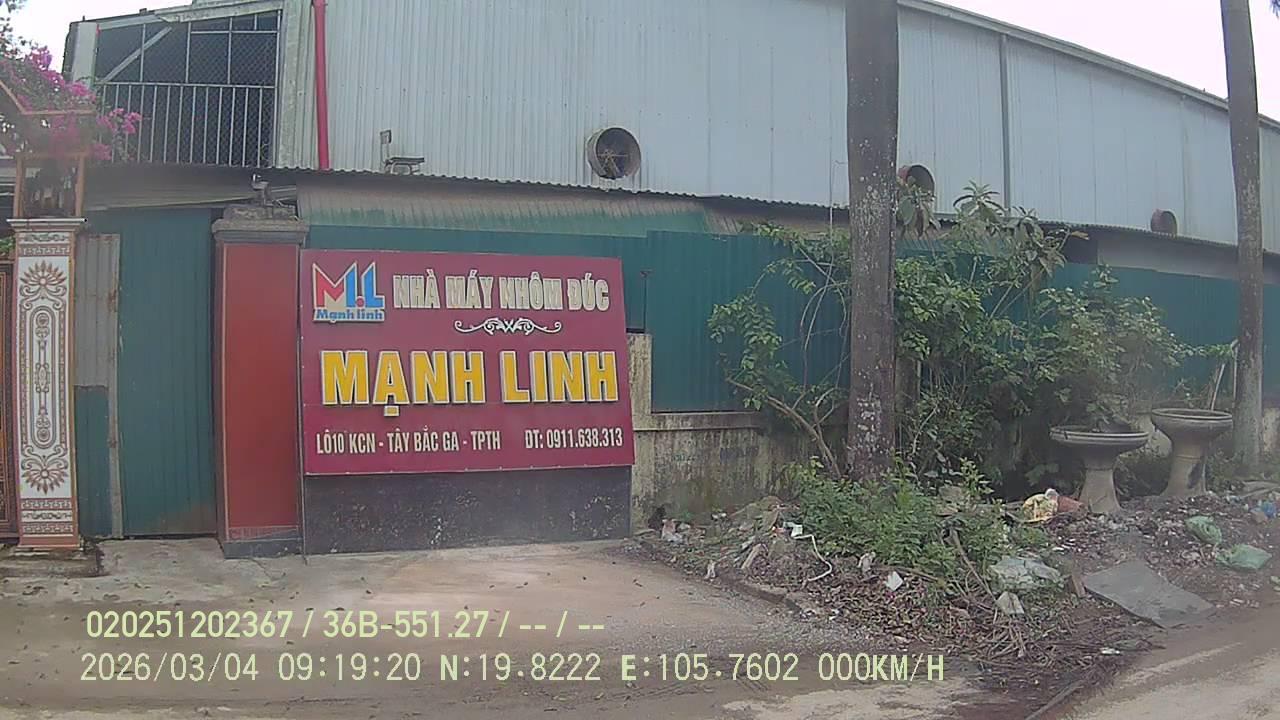 M.L
Mạnh linh
NHÀ MÁY NHÔM ĐÚC
MẠNH LINH
LÔ10 KCN - TÂY BẮC GA - TPTH ĐT: 0911.638.313
020251202367 / 36B-551.27 / -- / --
2026/03/04 09:19:20 N:19.8222 E:105.7602 000KM/H